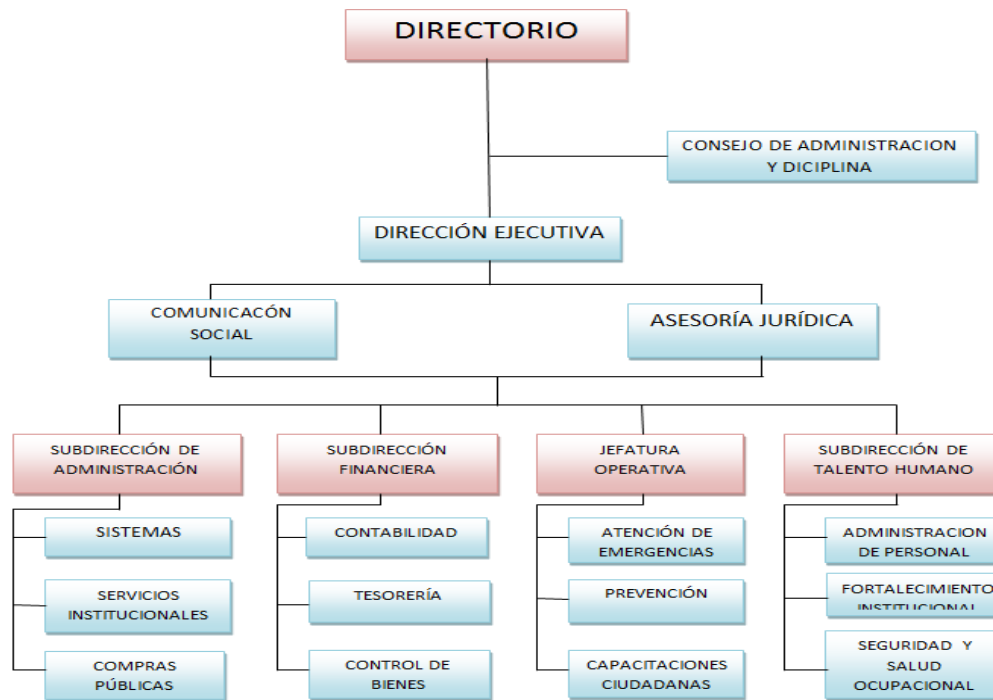 DIRECTORIO
CONSEJO DE ADMINISTRACION
Y DICIPLINA
DIRECCIÓN EJECUTIVA
COMUNICACÓN
SOCIAL
ASESORÍA JURÍDICA
SUBDIRECCIÓN DE
ADMINISTRACIÓN
SUBDIRECCIÓN
FINANCIERA
JEFATURA
OPERATIVA
SUBDIRECCIÓN DE
TALENTO HUMANO
SISTEMAS
CONTABILIDAD
ATENCIÓN DE
EMERGENCIAS
ADMINISTRACION
DE PERSONAL
SERVICIOS
INSTITUCIONALES
TESORERÍA
PREVENCIÓN
FORTALECIMIENTO
INSTITUCIONAL
COMPRAS
PÚBLICAS
CONTROL DE
BIENES
CAPACITACIONES
CIUDADANAS
SEGURIDAD Y
SALUD
OCUPACIONAL